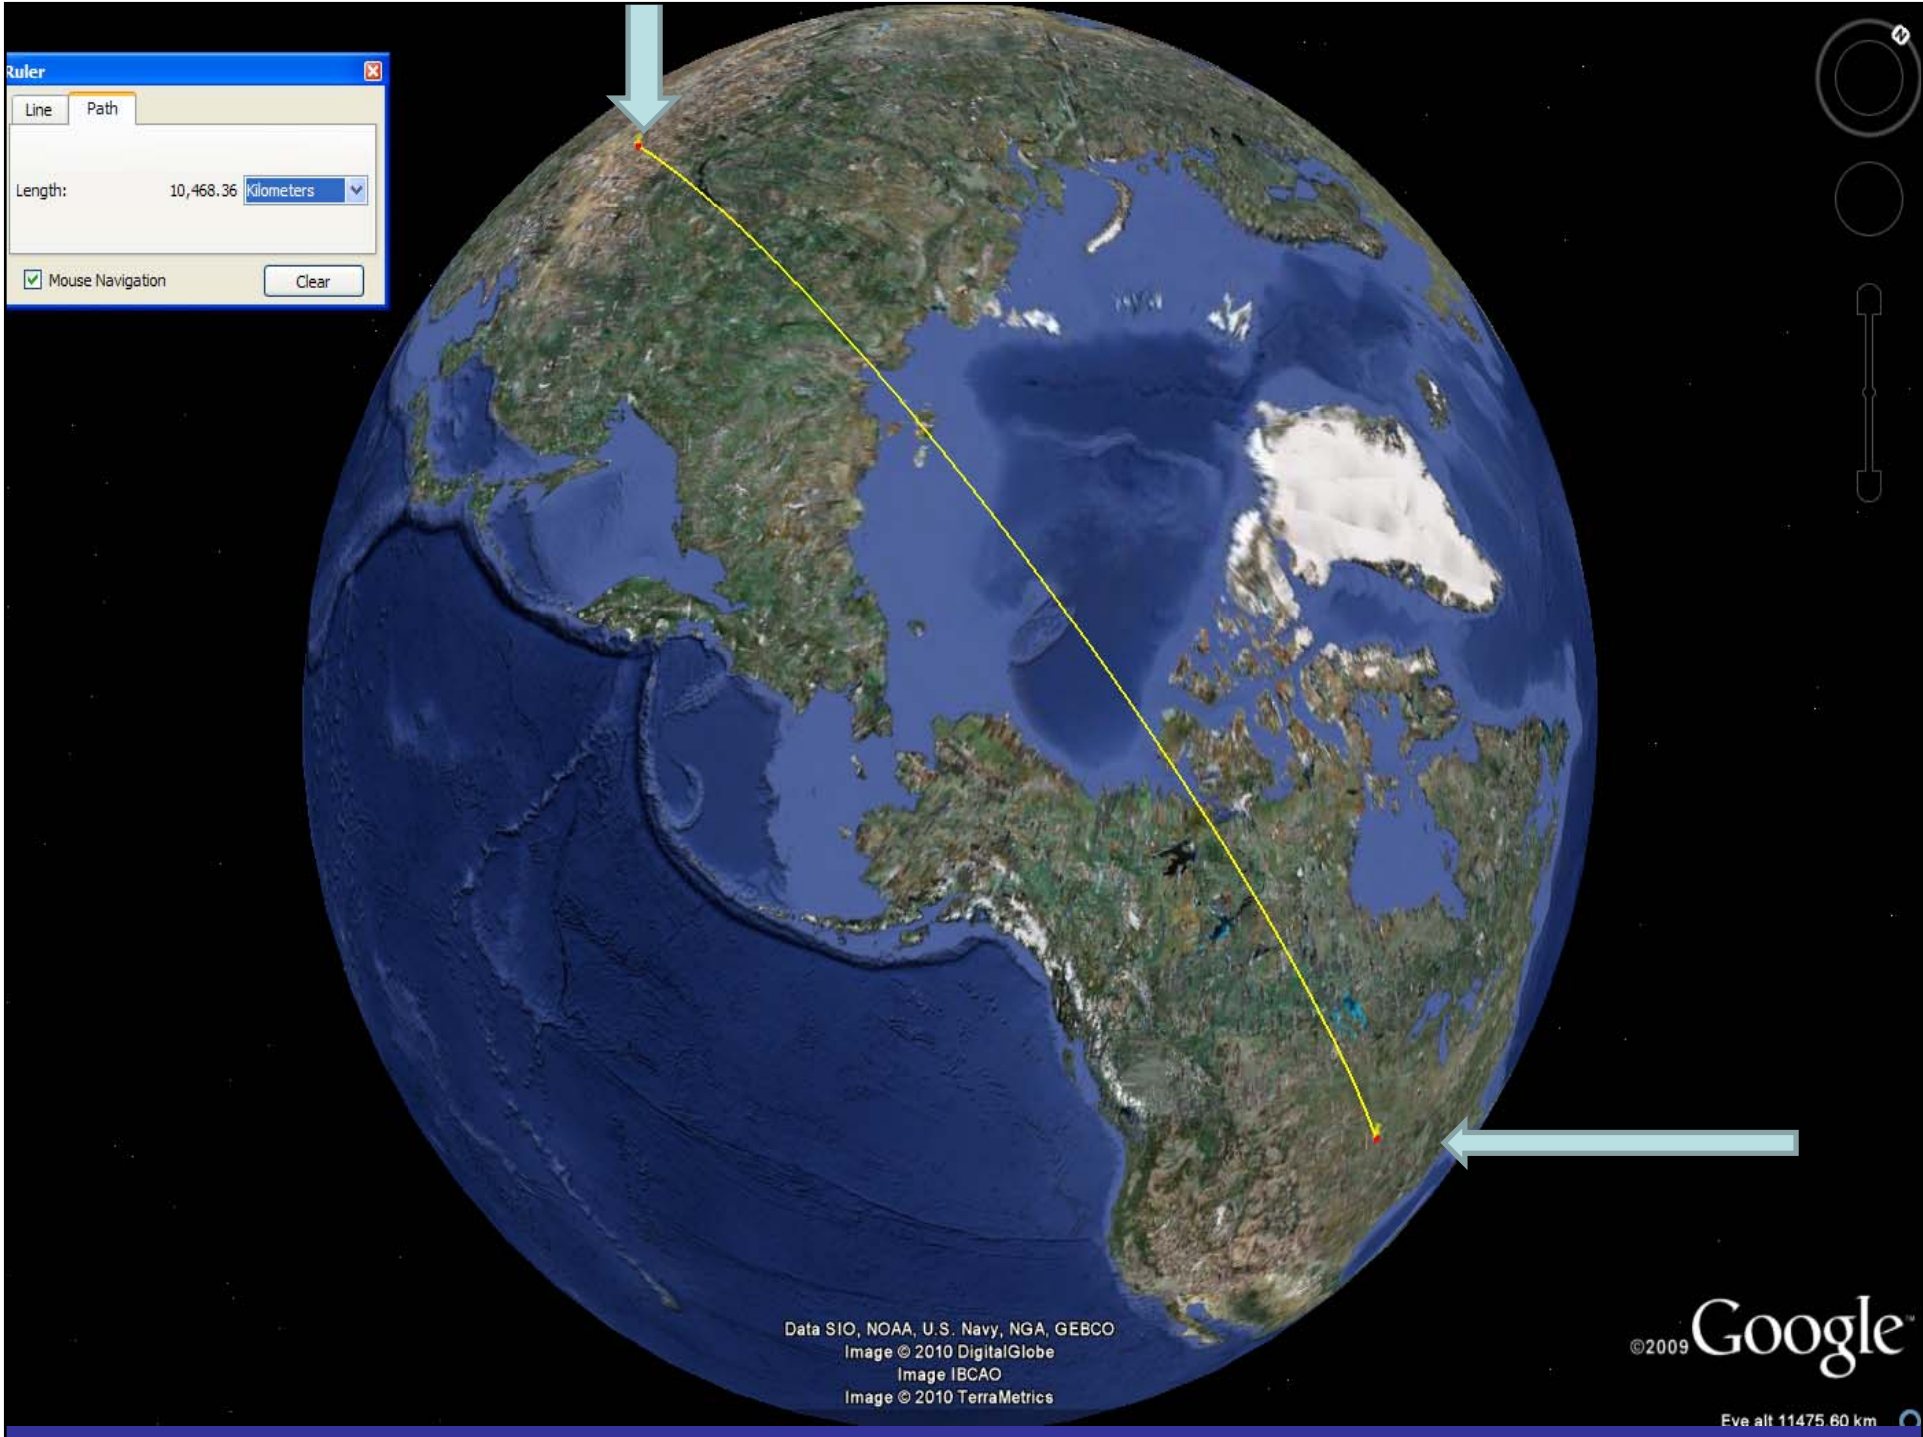 Ruler
Line Path
Length: 10,468.36 Kilometers
Mouse Navigation Clear
N
Data SIO, NOAA, U.S. Navy, NGA, GEBCO
Image © 2010 DigitalGlobe
Image IBCAO
Image © 2010 TerraMetrics
©2009 Google™
Eye alt 11475.60 km